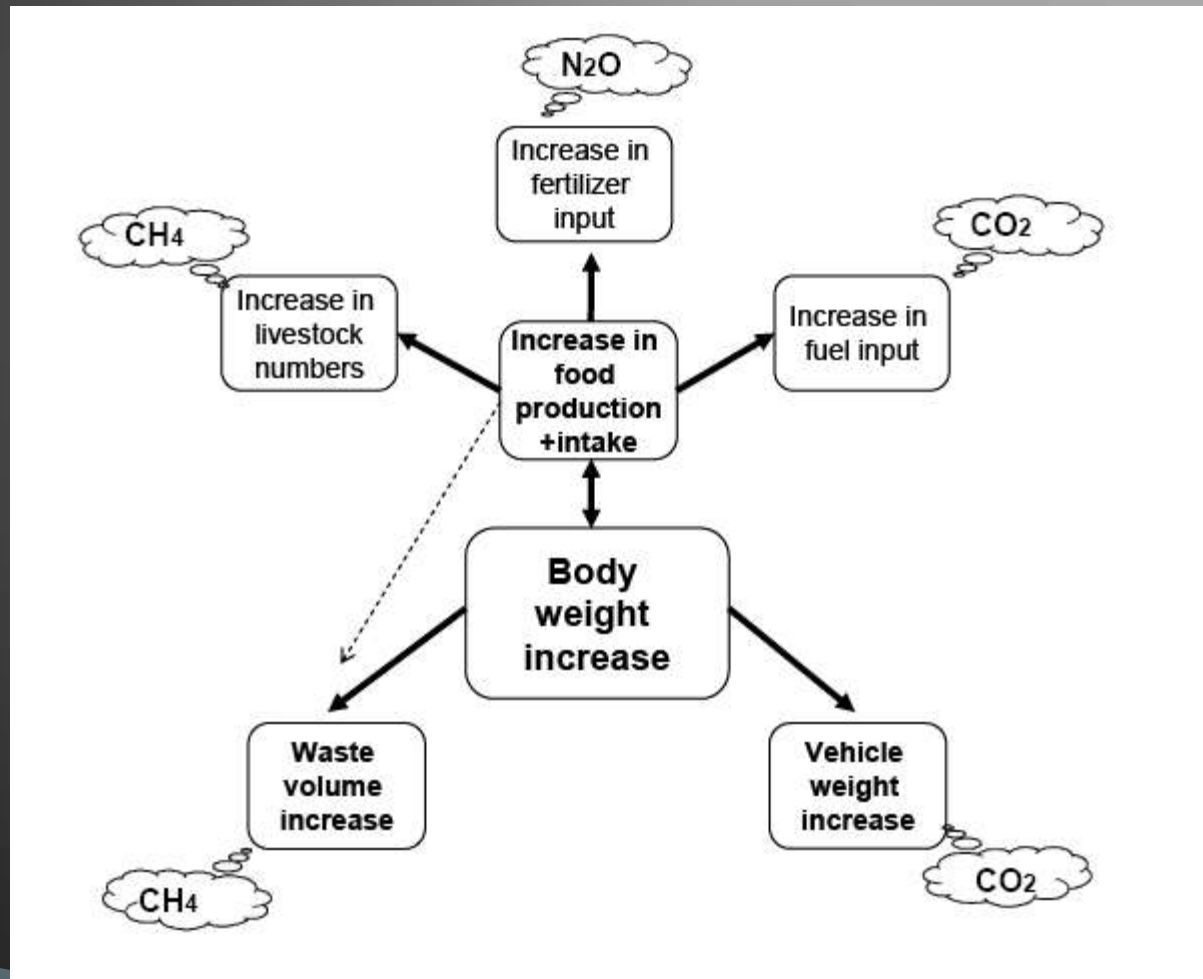 N2O
Increase in
fertilizer
input
CH4
CO2
Increase in
livestock
numbers
Increase in
food
production
+intake
Increase in
fuel input
Body
weight
increase
Waste
volume
increase
Vehicle
weight
increase
CH4
CO2